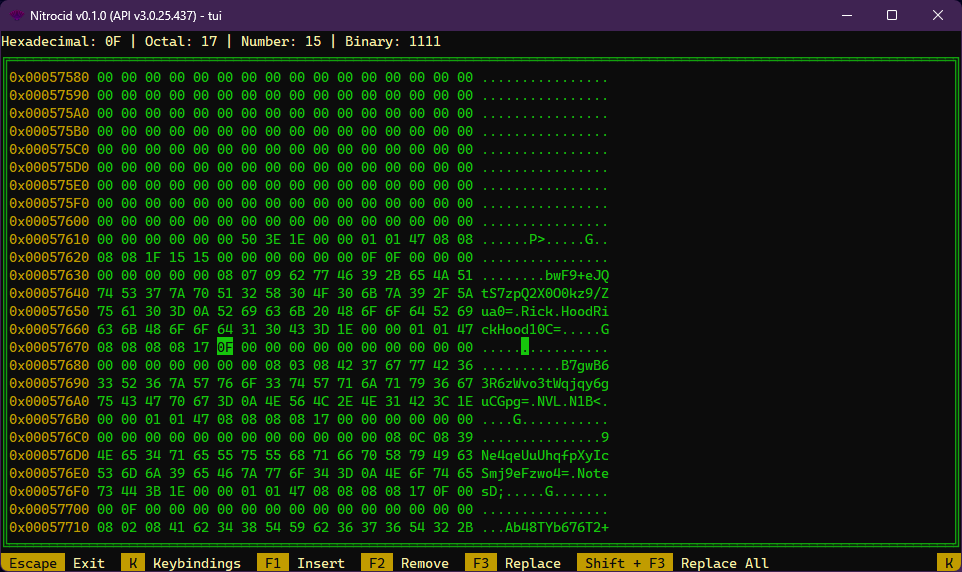 Nitrocid v0.1.0 (API v3.0.25.437) - tui
Hexadecimal: 0F | Octal: 17 | Number: 15 | Binary: 1111
0x00057580 00 00 00 00 00 00 00 00 00 00 00 00 00 00 00 00 ................
0x00057590 00 00 00 00 00 00 00 00 00 00 00 00 00 00 00 00 ................
0x000575A0 00 00 00 00 00 00 00 00 00 00 00 00 00 00 00 00 ................
0x000575B0 00 00 00 00 00 00 00 00 00 00 00 00 00 00 00 00 ................
0x000575C0 00 00 00 00 00 00 00 00 00 00 00 00 00 00 00 00 ................
0x000575D0 00 00 00 00 00 00 00 00 00 00 00 00 00 00 00 00 ................
0x000575E0 00 00 00 00 00 00 00 00 00 00 00 00 00 00 00 00 ................
0x000575F0 00 00 00 00 00 00 00 00 00 00 00 00 00 00 00 00 ................
0x00057600 00 00 00 00 00 00 00 00 00 00 00 00 00 00 00 00 ................
0x00057610 00 00 00 00 00 00 50 3E 1E 00 00 01 01 47 08 08 ......P>.....G..
0x00057620 08 08 1F 15 15 00 00 00 00 00 00 0F 0F 00 00 00 ................
0x00057630 00 00 00 00 00 08 07 09 62 77 46 39 2B 65 4A 51 ........bwF9+eJQ
0x00057640 74 53 37 7A 70 51 32 58 30 4F 30 6B 7A 39 2F 5A tS7zpQ2X0O0kz9/Z
0x00057650 75 61 30 3D 0A 52 69 63 6B 20 48 6F 6F 64 52 69 ua0=.Rick.HoodRi
0x00057660 63 6B 48 6F 6F 64 31 30 43 3D 1E 00 00 01 01 47 ckHood10C=.....G
0x00057670 08 08 08 08 17 0F 00 00 00 00 00 00 00 00 00 00 ................
0x00057680 00 00 00 00 00 00 00 08 03 08 42 37 67 77 42 36 ..........B7gwB6
0x00057690 33 52 36 7A 57 76 6F 33 74 57 71 6A 71 79 36 67 3R6zWvo3tWqjqy6g
0x000576A0 75 43 47 70 67 3D 0A 4E 56 4C 2E 4E 31 42 3C 1E uCGpg=.NVL.N1B<.
0x000576B0 00 00 01 01 47 08 08 08 08 17 00 00 00 00 00 00 ....G...........
0x000576C0 00 00 00 00 00 00 00 00 00 00 00 00 08 0C 08 39 ...............9
0x000576D0 4E 65 34 71 65 55 75 55 68 71 66 70 58 79 49 63 Ne4qeUuUhqfpXyIc
0x000576E0 53 6D 6A 39 65 46 7A 77 6F 34 3D 0A 4E 6F 74 65 Smj9eFzwo4=.Note
0x000576F0 73 44 3B 1E 00 00 01 01 47 08 08 08 08 17 0F 00 sD;.....G.......
0x00057700 00 0F 00 00 00 00 00 00 00 00 00 00 00 00 00 00 ................
0x00057710 08 02 08 41 62 34 38 54 59 62 36 37 36 54 32 2B ...Ab48TYb676T2+
Escape Exit K Keybindings F1 Insert F2 Remove F3 Replace Shift + F3 Replace All K